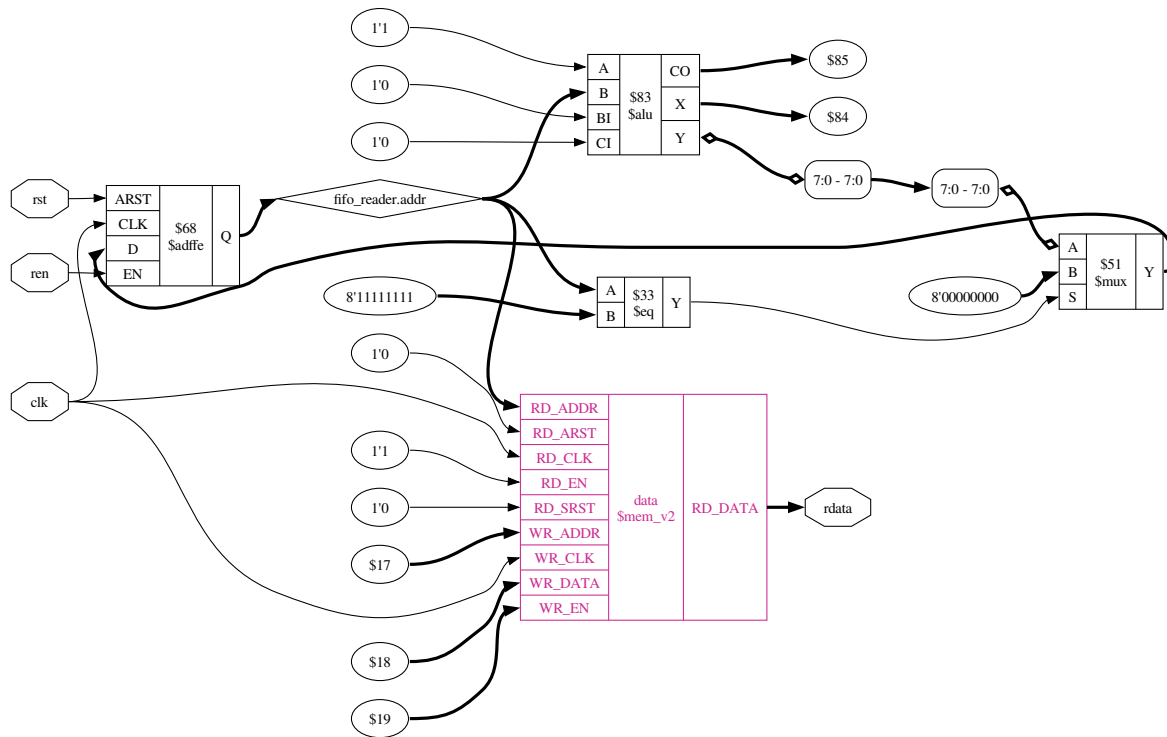 1'1
1'0
1'0
A
B
BI
CI
$83
$alu
CO
X
Y
$85
$84
7:0 - 7:0
7:0 - 7:0
rst
ren
clk
ARST
CLK
D
EN
$68
$adffe
Q
fifo_reader.addr
8'11111111
A
B
$33
$eq
Y
8'00000000
A
B
S
$51
$mux
Y
1'0
1'1
1'0
$17
$18
$19
RD_ADDR
RD_ARST
RD_CLK
RD_EN
RD_SRST
WR_ADDR
WR_CLK
WR_DATA
WR_EN
data
$mem_v2
RD_DATA
rdata